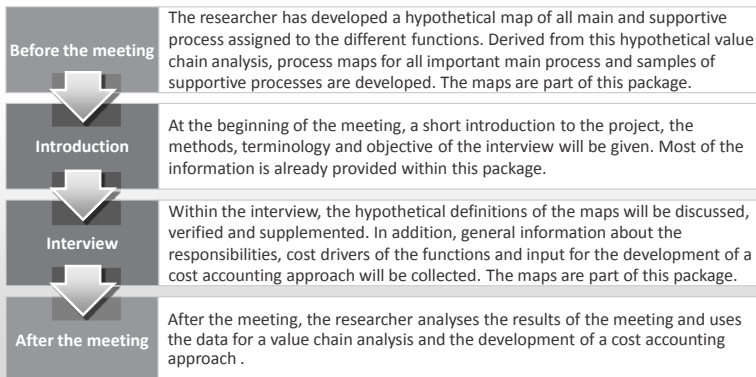 Before the meeting
The researcher has developed a hypothetical map of all main and supportive
process assigned to the different functions. Derived from this hypothetical value
chain analysis, process maps for all important main process and samples of
supportive processes are developed. The maps are part of this package.
Introduction
At the beginning of the meeting, a short introduction to the project, the
methods, terminology and objective of the interview will be given. Most of the
information is already provided within this package.
Interview
Within the interview, the hypothetical definitions of the maps will be discussed,
verified and supplemented. In addition, general information about the
responsibilities, cost drivers of the functions and input for the development of a
cost accounting approach will be collected. The maps are part of this package.
After the meeting
After the meeting, the researcher analyses the results of the meeting and uses
the data for a value chain analysis and the development of a cost accounting
approach .